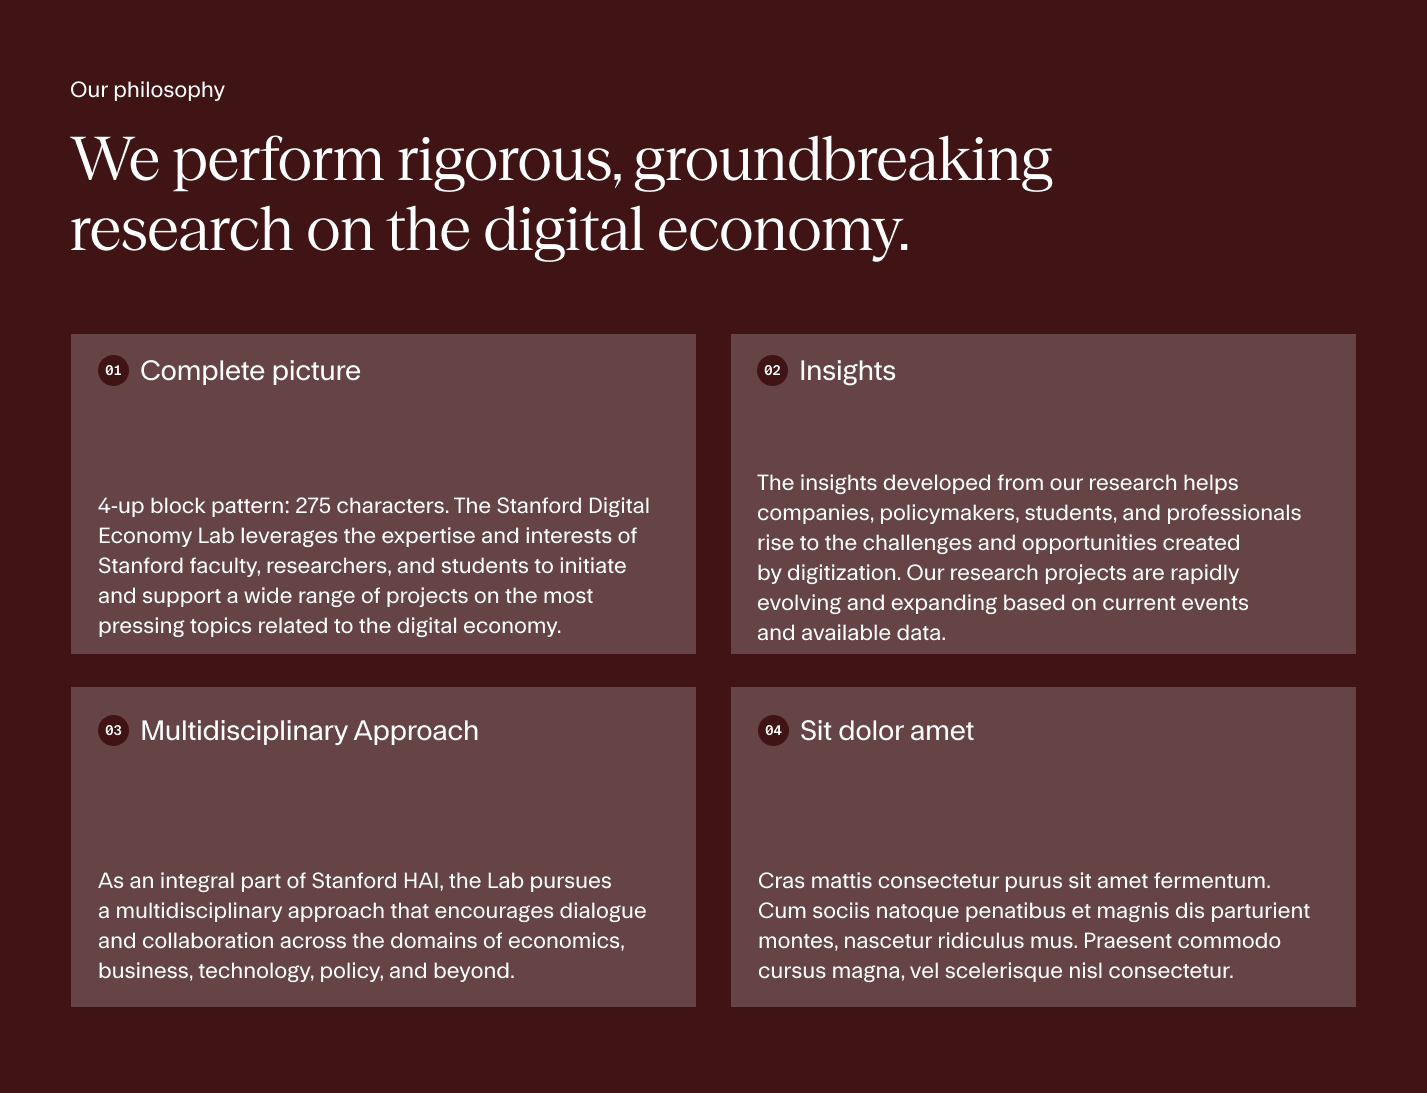 Our philosophy
We perform rigorous, groundbreaking
research on the digital economy.
01 Complete picture
4-up block pattern: 275 characters. The Stanford Digital
Economy Lab leverages the expertise and interests of
Stanford faculty, researchers, and students to initiate
and support a wide range of projects on the most
pressing topics related to the digital economy.
02 Insights
The insights developed from our research helps
companies, policymakers, students, and professionals
rise to the challenges and opportunities created
by digitization. Our research projects are rapidly
evolving and expanding based on current events
and available data.
03 Multidisciplinary Approach
As an integral part of Stanford HAI, the Lab pursues
a multidisciplinary approach that encourages dialogue
and collaboration across the domains of economics,
business, technology, policy, and beyond.
04 Sit dolor amet
Cras mattis consectetur purus sit amet fermentum.
Cum sociis natoque penatibus et magnis dis parturient
montes, nascetur ridiculus mus. Praesent commodo
cursus magna, vel scelerisque nisl consectetur.